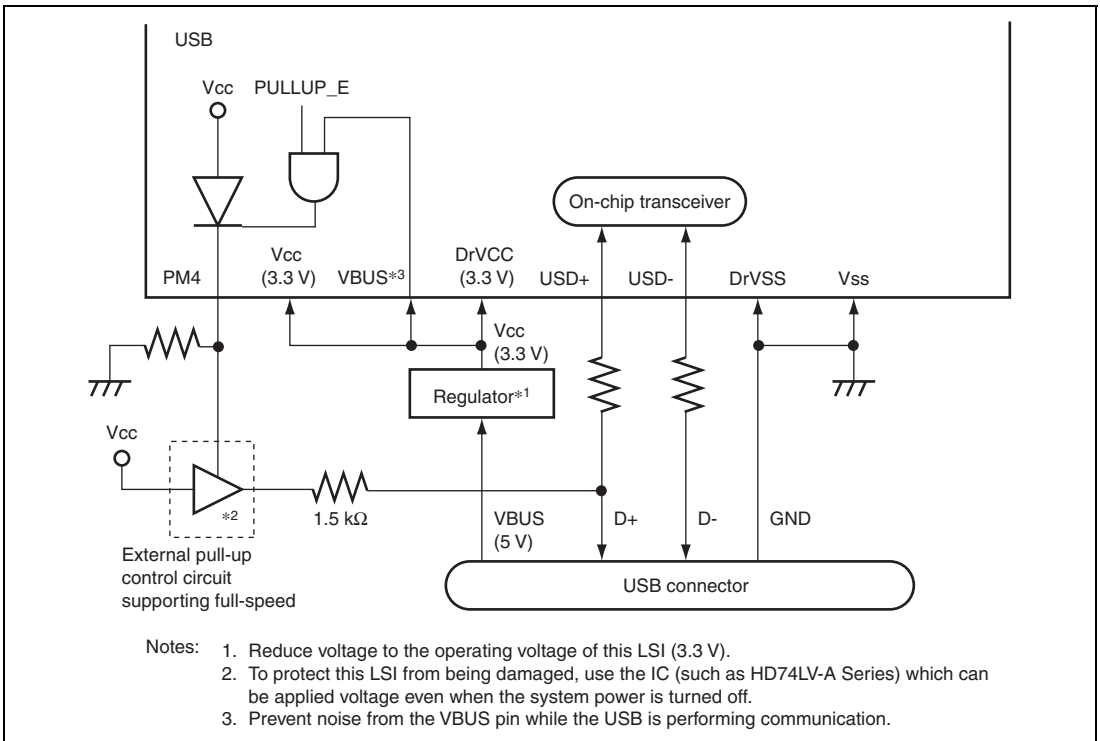 USB
Vcc PULLUP_E
On-chip transceiver
PM4 Vcc (3.3 V) VBUS*3 DrVCC (3.3 V) USD+ USD- DrVSS Vss
Vcc
(3.3 V)
Regulator*1
Vcc
*2
1.5 kΩ
VBUS
(5 V)
D+ D- GND
External pull-up
control circuit
supporting full-speed
USB connector
Notes: 1. Reduce voltage to the operating voltage of this LSI (3.3 V).
2. To protect this LSI from being damaged, use the IC (such as HD74LV-A Series) which can
be applied voltage even when the system power is turned off.
3. Prevent noise from the VBUS pin while the USB is performing communication.